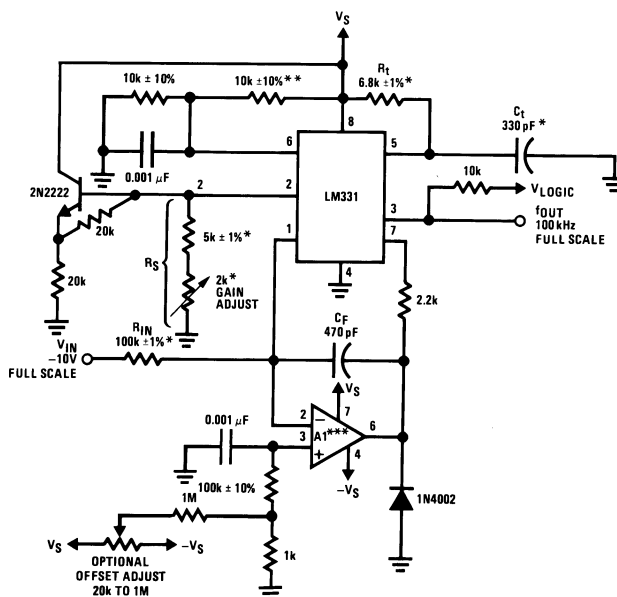 VS
10k ± 10%
10k ±10%**
Rt
6.8k ±1%*
Ct
330 pF *
8
6
5
0.001 µF
10k
VLOGIC
2N2222
2
2
LM331
3
fOUT
100 kHz
FULL SCALE
20k
5k ± 1%*
1
7
RS
4
20k
2k*
GAIN
ADJUST
2.2k
VIN
−10V
FULL SCALE
RIN
100k ±1%*
CF
470 pF
VS
0.001 µF
7
2
−
6
3
A1***
+
4
−VS
100k ± 10%
1N4002
1M
VS
−VS
1k
OPTIONAL
OFFSET ADJUST
20k TO 1M